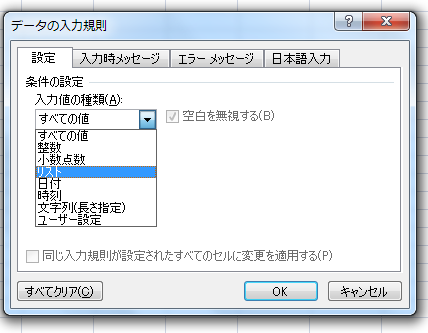 データの入力規則
設定 入力時メッセージ エラー メッセージ 日本語入力
条件の設定
入力値の種類(A):
すべての値 空白を無視する(B)
すべての値
整数
小数点数
リスト
日付
時刻
文字列(長さ指定)
ユーザー設定
同じ入力規則が設定されたすべてのセルに変更を適用する(P)
すべてクリア(C) OK キャンセル